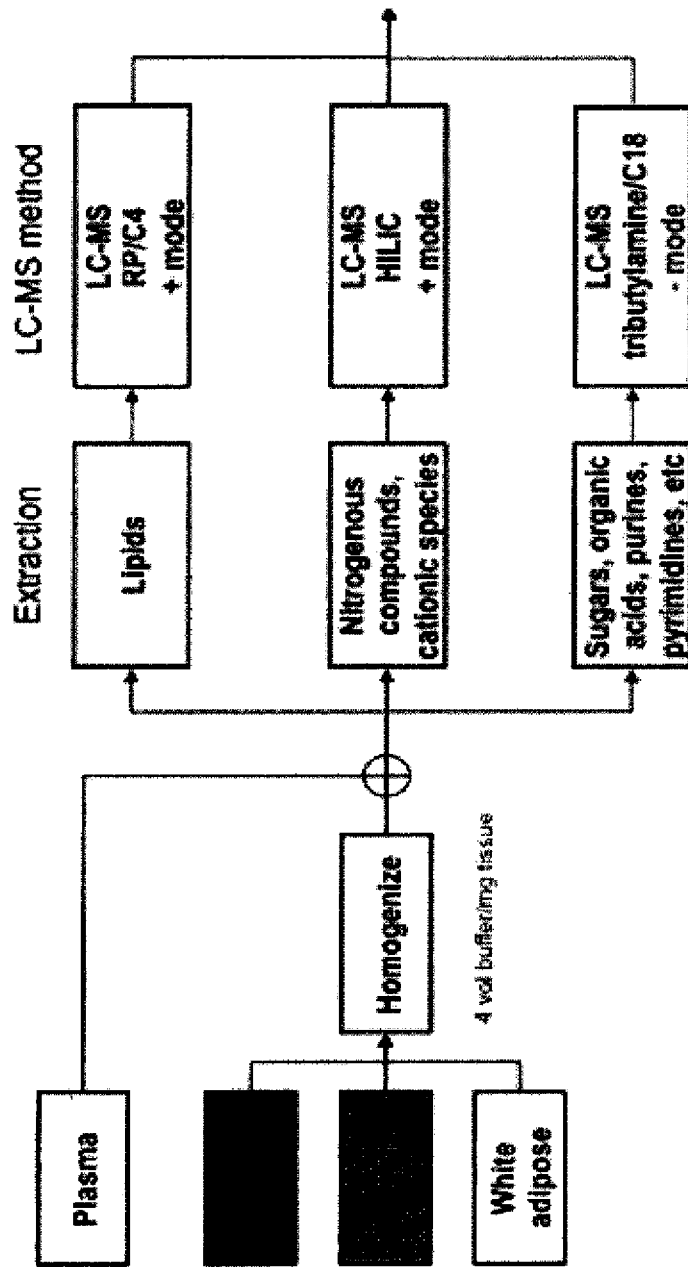 Extraction
LC-MS method
Plasma
White
adipose
Homogenize
4 vol buffer/mg tissue
Lipids
Nitrogenous
compounds,
cationic species
Sugars, organic
acids, purines,
pyrimidines, etc
LC-MS
RP/C4
+ mode
LC-MS
HILIC
+ mode
LC-MS
tributylamine/C18
- mode